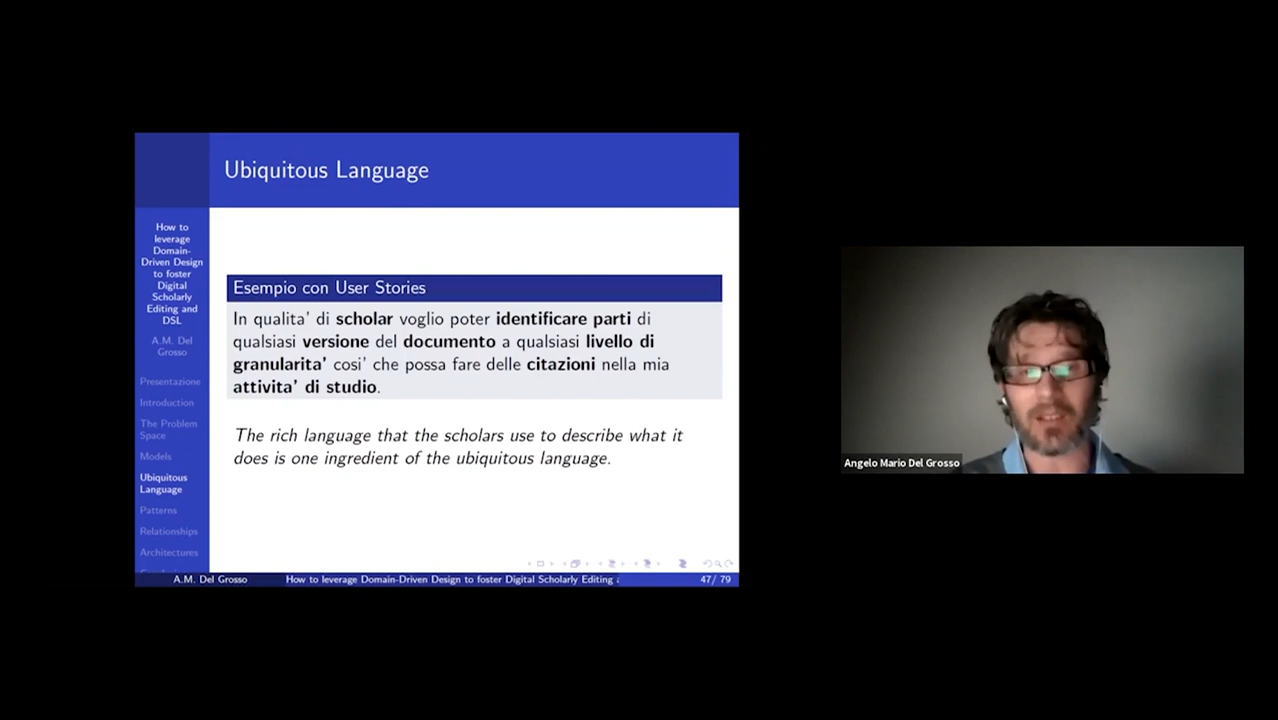 Ubiquitous Language
How to
leverage
Domain-
Driven Design
to foster
Digital
Scholarly
Editing and
DSL
A.M. Del
Grosso
Presentazione
Introduction
The Problem
Space
Models
Ubiquitous
Language
Patterns
Relationships
Architectures
Esempio con User Stories
In qualita' di scholar voglio poter identificare parti di
qualsiasi versione del documento a qualsiasi livello di
granularita' cosi' che possa fare delle citazioni nella mia
attivita' di studio.
The rich language that the scholars use to describe what it
does is one ingredient of the ubiquitous language.
A.M. Del Grosso
How to leverage Domain-Driven Design to foster Digital Scholarly Editing
47/ 79
Angelo Mario Del Grosso